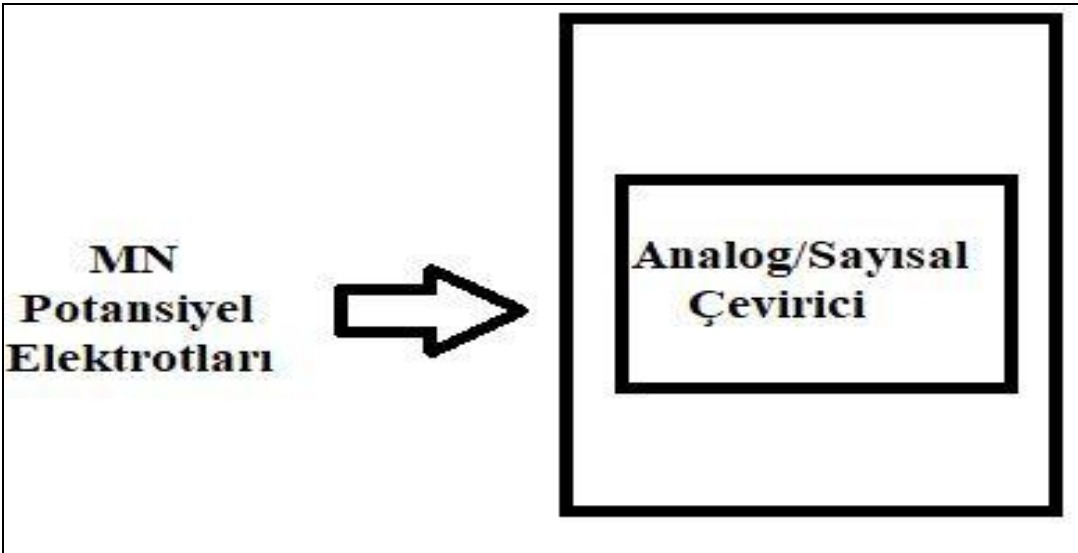 MN
Potansiyel
Elektrotları
Analog/Sayısal
Çevirici